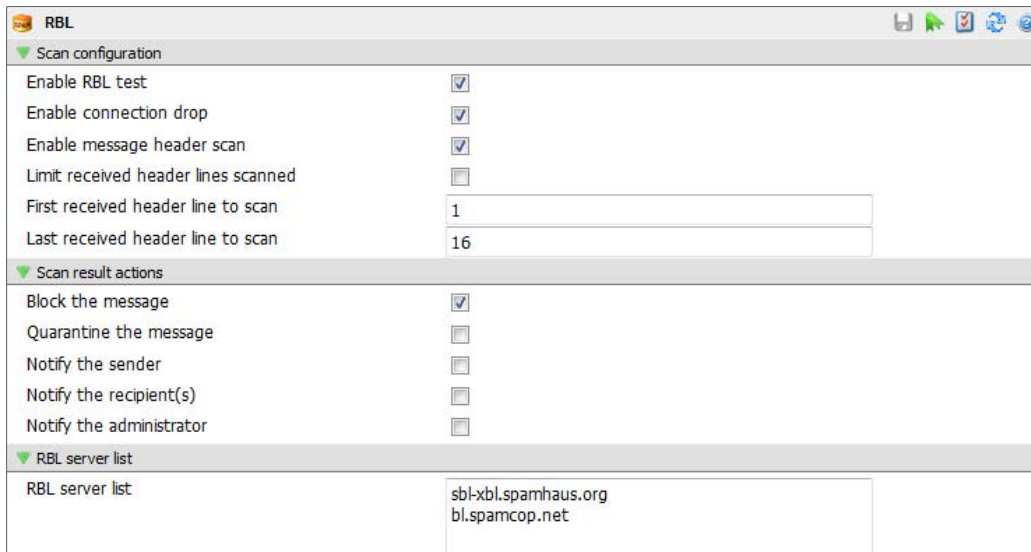 RBL
Scan configuration
Enable RBL test
Enable connection drop
Enable message header scan
Limit received header lines scanned
First received header line to scan 1
Last received header line to scan 16
Scan result actions
Block the message
Quarantine the message
Notify the sender
Notify the recipient(s)
Notify the administrator
RBL server list
RBL server list sbl-xbl.spamhaus.org
bl.spamcop.net